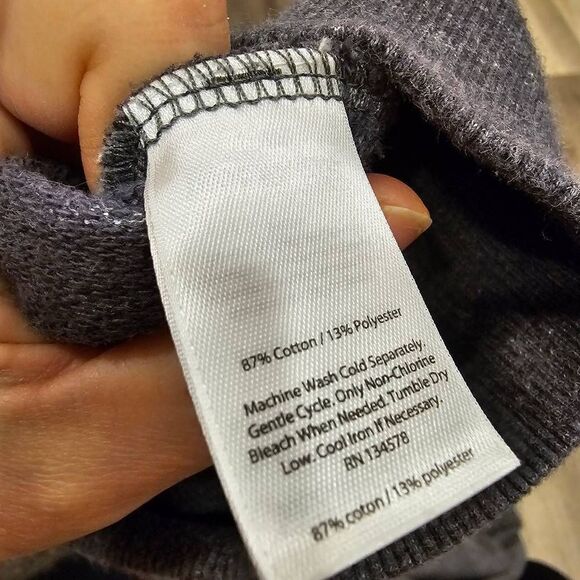 87% Cotton / 13% Polyester
Machine Wash Cold Separately.
Gentle Cycle. Only Non-Chlorine
Bleach When Needed. Tumble Dry
Low. Cool Iron If Necessary.
RN 134578
87% cotton / 13% polyester